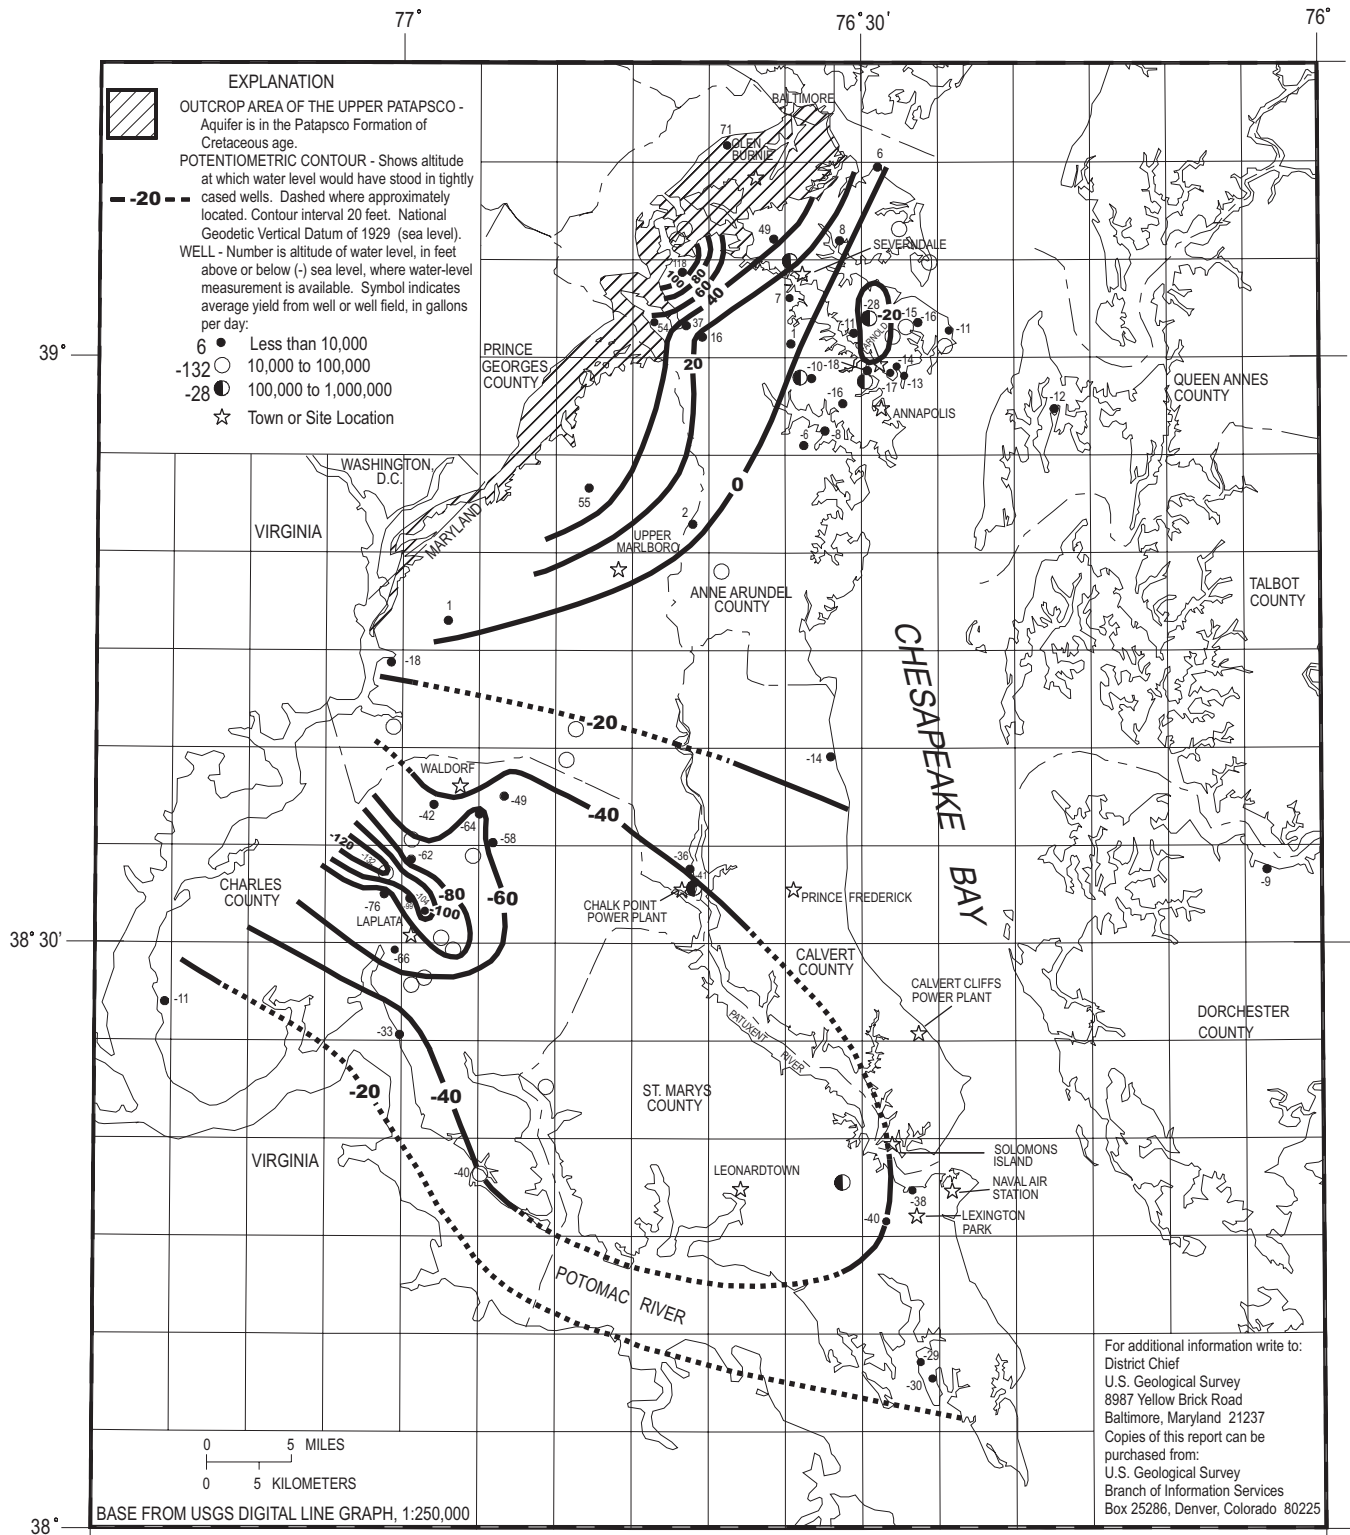 77°
76°30'
76°
EXPLANATION
OUTCROP AREA OF THE UPPER PATAPSCO -
Aquifer is in the Patapsco Formation of
Cretaceous age.
POTENTIOMETRIC CONTOUR - Shows altitude
at which water level would have stood in tightly
-20
cased wells. Dashed where approximately
located. Contour interval 20 feet. National
Geodetic Vertical Datum of 1929 (sea level).
WELL - Number is altitude of water level, in feet
above or below (-) sea level, where water-level
measurement is available. Symbol indicates
average yield from well or well field, in gallons
per day:
6 Less than 10,000
-132 10,000 to 100,000
-28 100,000 to 1,000,000
Town or Site Location
BALTIMORE
71
GLEN
BURNIE
6
49
8
SEVERNDALE
118
100
80
60
40
7
-28
-20
-15
-16
-11
-11
ARNOLD
54
37
16
1
39°
PRINCE
GEORGES
COUNTY
20
-10
-18
-14
-17
-13
-16
ANNAPOLIS
QUEEN ANNES
COUNTY
-12
-6
-8
WASHINGTON,
D.C.
0
55
2
VIRGINIA
MARYLAND
UPPER
MARLBORO
ANNE ARUNDEL
COUNTY
TALBOT
COUNTY
1
-18
CHESAPEAKE
BAY
-20
-14
WALDORF
-49
-42
-40
-64
-58
-120
-132
-62
-36
-41
-9
CHARLES
COUNTY
-80
-60
-76
-99
-104
-100
LAPLATA
CHALK POINT
POWER PLANT
PRINCE FREDERICK
38°30'
-66
CALVERT
COUNTY
CALVERT CLIFFS
POWER PLANT
-11
DORCHESTER
COUNTY
-33
PATUXENT
RIVER
-20
-40
ST. MARYS
COUNTY
VIRGINIA
-40
LEONARDTOWN
SOLOMONS
ISLAND
NAVAL AIR
STATION
-38
LEXINGTON
PARK
-40
POTOMAC RIVER
-29
-30
For additional information write to:
District Chief
U.S. Geological Survey
8987 Yellow Brick Road
Baltimore, Maryland 21237
Copies of this report can be
purchased from:
U.S. Geological Survey
Branch of Information Services
Box 25286, Denver, Colorado 80225
0 5 MILES
0 5 KILOMETERS
BASE FROM USGS DIGITAL LINE GRAPH, 1:250,000
38°